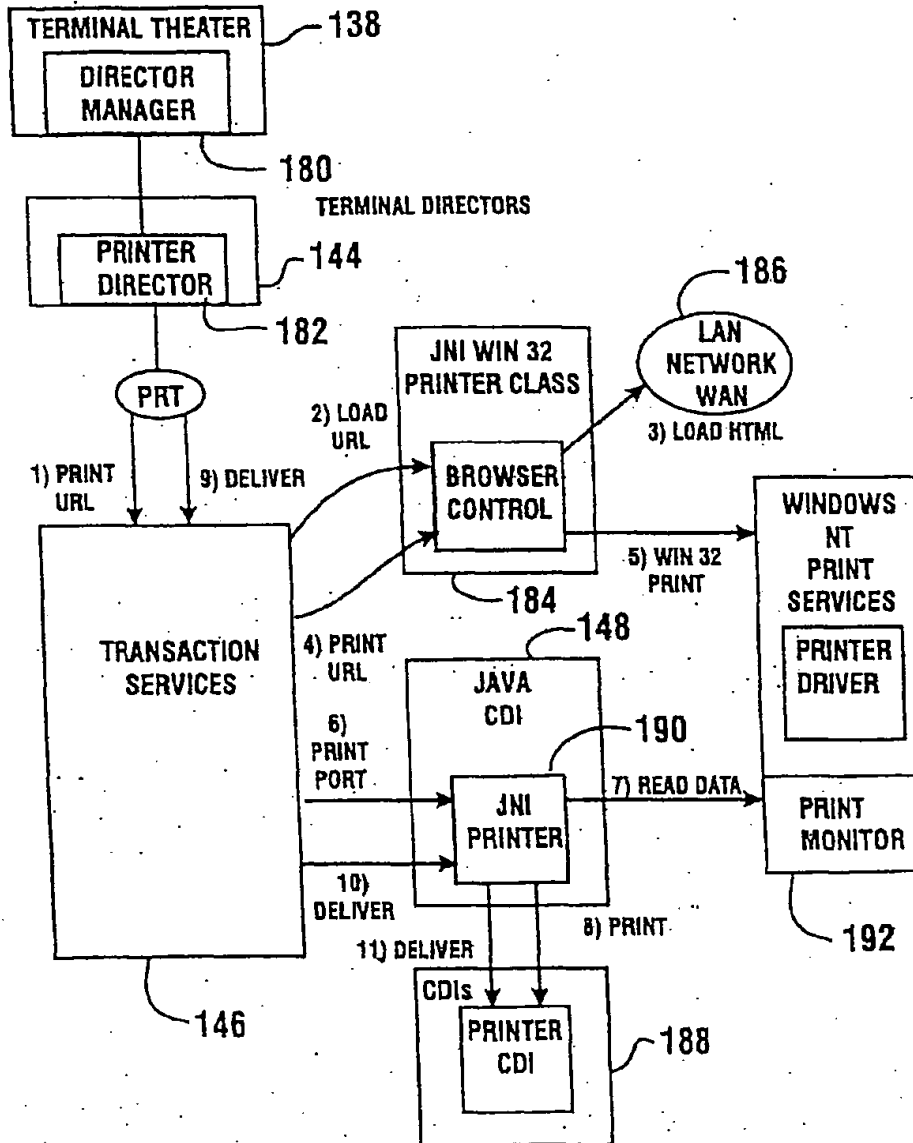 TERMINAL THEATER
138
DIRECTOR
MANAGER
180
TERMINAL DIRECTORS
PRINTER
DIRECTOR
144
182
PRT
1) PRINT
URL
9) DELIVER
JNI WIN 32
PRINTER CLASS
2) LOAD
URL
BROWSER
CONTROL
184
186
LAN
NETWORK
WAN
3) LOAD HTML
5) WIN 32
PRINT
WINDOWS
NT
PRINT
SERVICES
PRINTER
DRIVER
TRANSACTION
SERVICES
4) PRINT
URL
148
JAVA
CDI
6)
PRINT
PORT
190
JNI
PRINTER
7) READ DATA
PRINT
MONITOR
192
10)
DELIVER
11) DELIVER
8) PRINT
146
CDIs
PRINTER
CDI
188